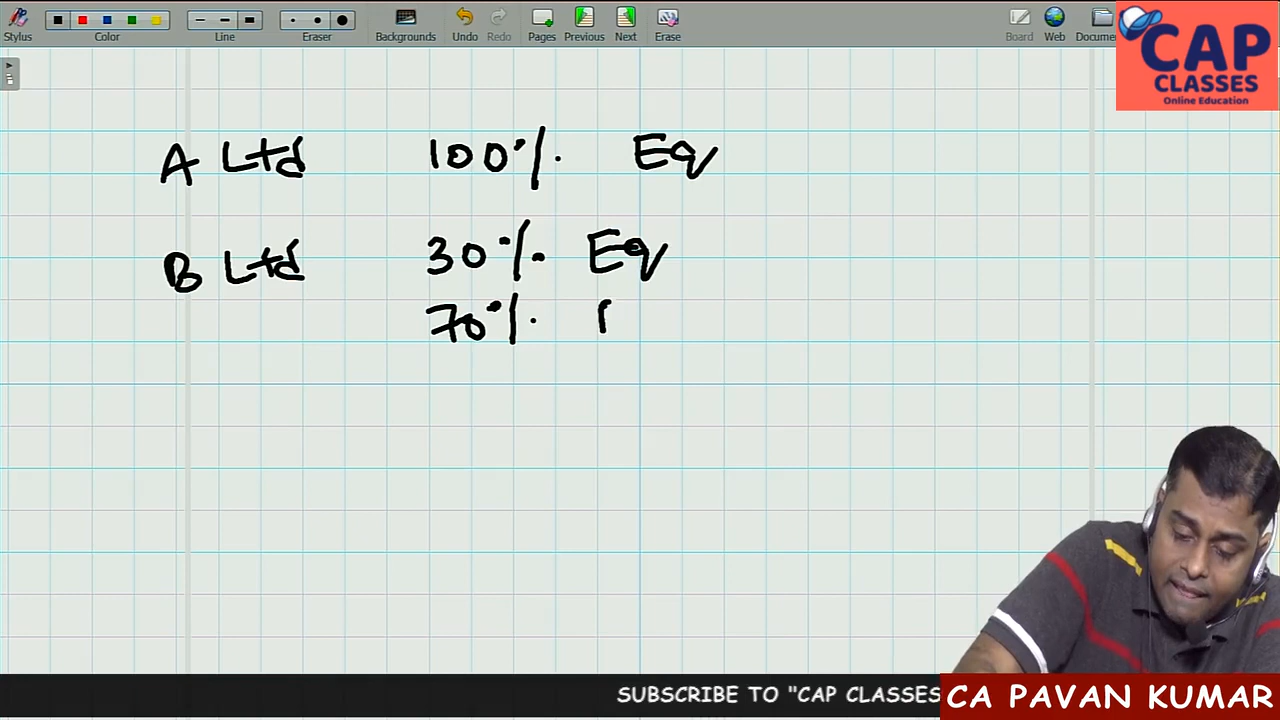 Stylus Color Line Eraser Backgrounds Undo Redo Pages Previous Next Erase Board Web
CAP
CLASSES
Online Education
A Ltd 100% Eq
B Ltd 30% Eq
70%
SUBSCRIBE TO "CAP CLASSES
CA PAVAN KUMAR